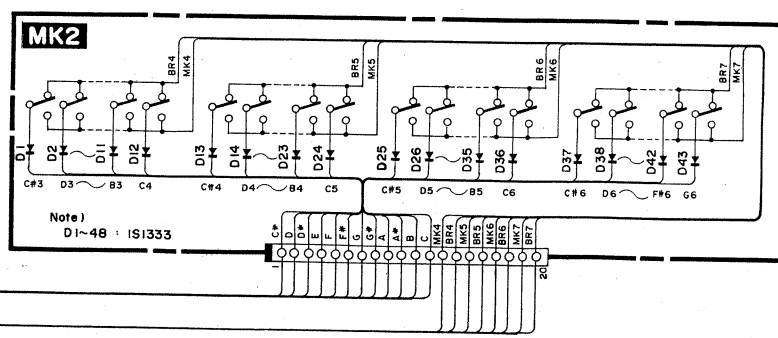 MK2
BR4 MK4 BR5 MK5 BR6 MK6 BR7 MK7
D1 D2 D11 D12 D13 D14 D23 D24 D25 D26 D35 D36 D37 D38 D42 D43
C#3 D3 B3 C4 C#4 D4 B4 C5 C#5 D5 B5 C6 C#6 D6 F#6 G6
Note)
D1~48 : 1S1333
C# D D# E F F# G G# A A# B C MK4 BR4 MK5 BR5 MK6 BR6 MK7 BR7
1 20